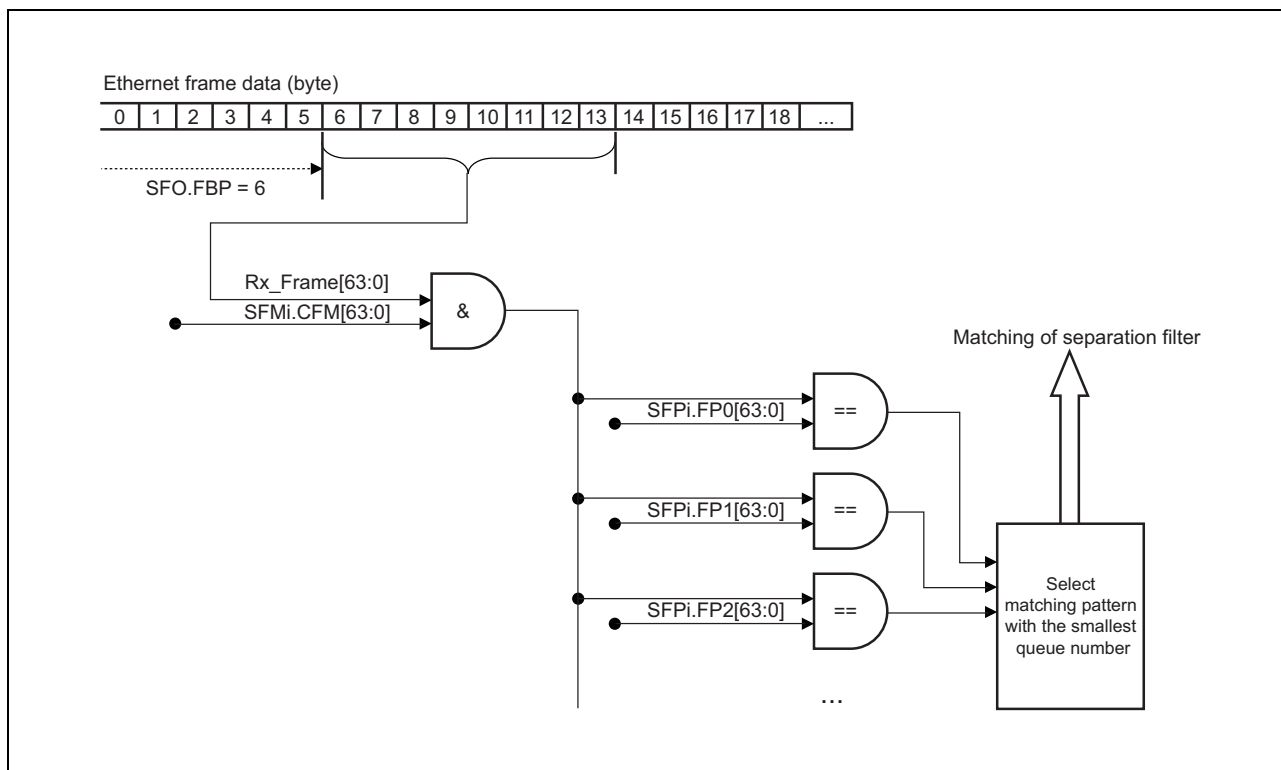 Ethernet frame data (byte)
0 1 2 3 4 5 6 7 8 9 10 11 12 13 14 15 16 17 18 ...
SFO.FBP = 6
Rx_Frame[63:0]
SFMi.CFM[63:0]
&
Matching of separation filter
SFPi.FP0[63:0]
==
SFPi.FP1[63:0]
==
SFPi.FP2[63:0]
==
Select
matching pattern
with the smallest
queue number
...